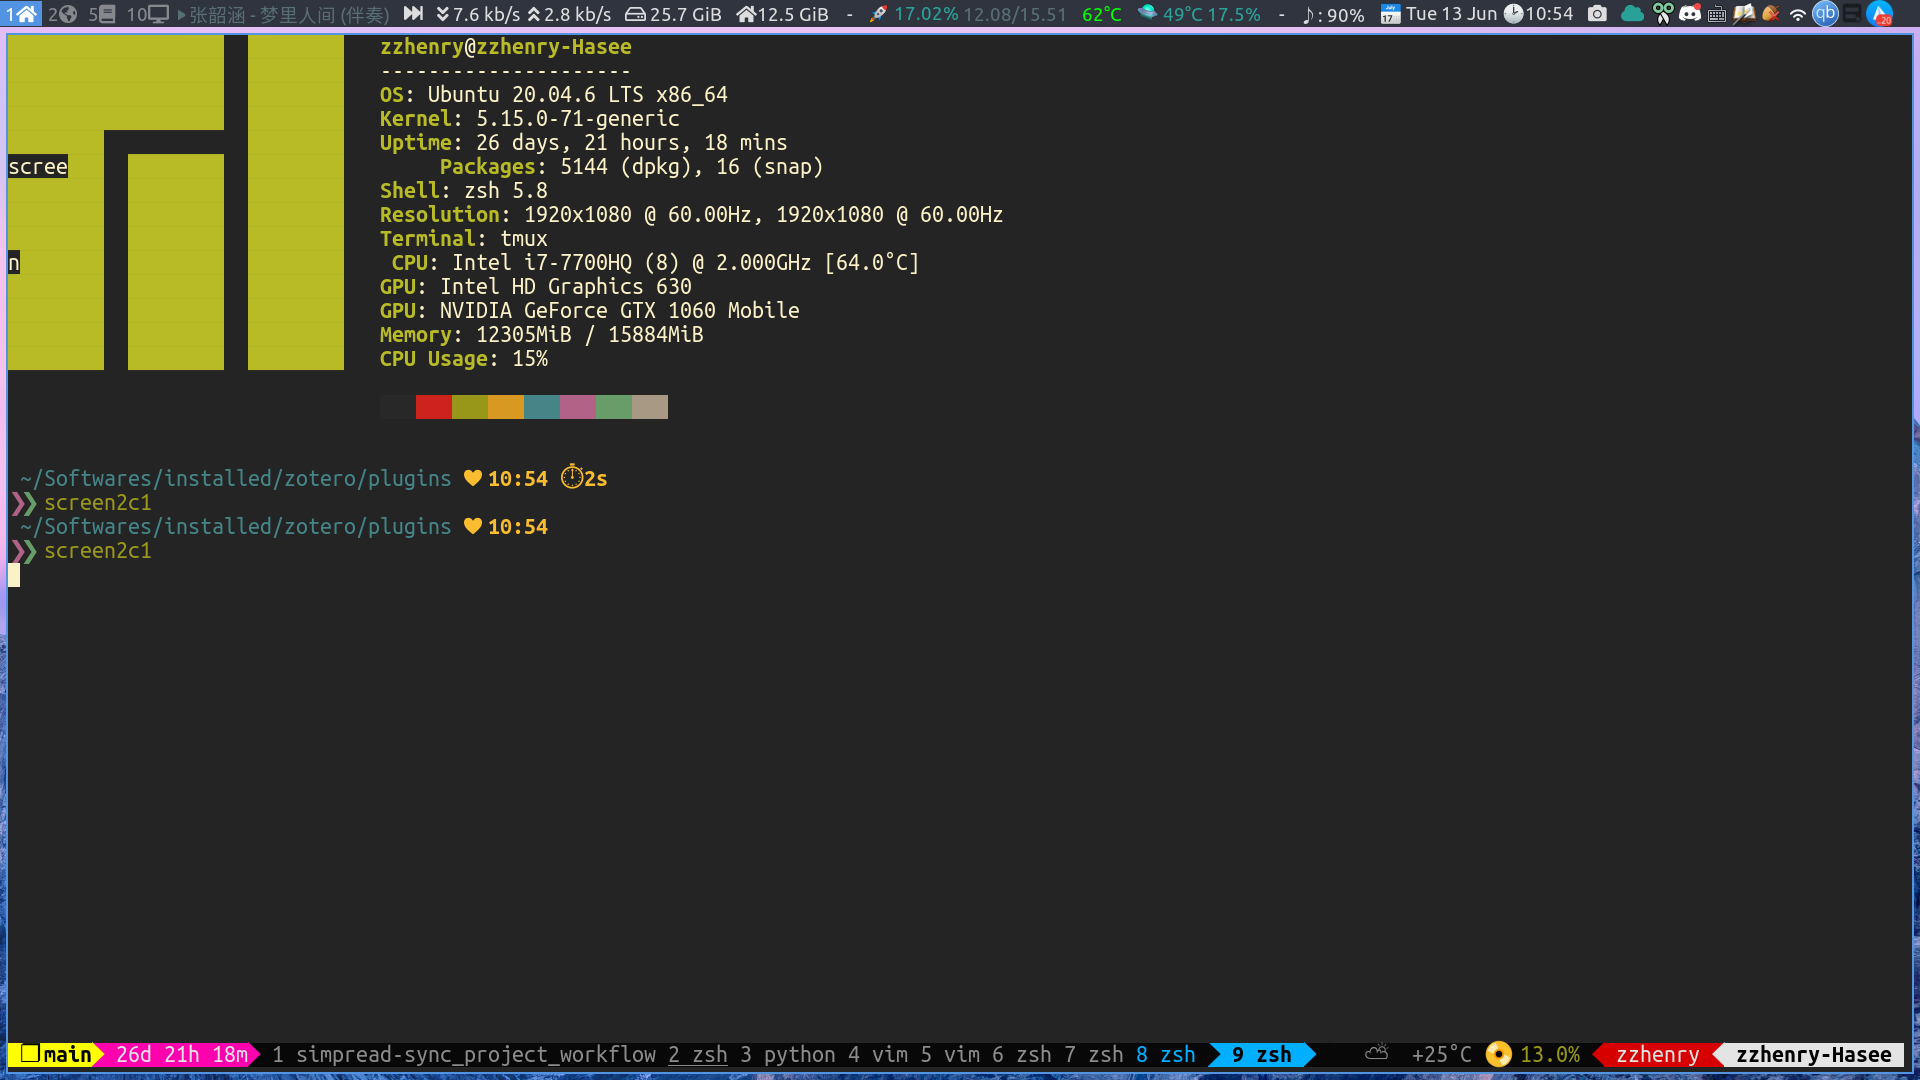 1 2 5 10 张韶涵 - 梦里人间 (伴奏) 7.6 kb/s 2.8 kb/s 25.7 GiB 12.5 GiB - 17.02% 12.08/15.51 62°C 49°C 17.5% - ♪: 90% Tue 13 Jun 10:54 qb 20
zzhenry@zzhenry-Hasee
---------------------
OS: Ubuntu 20.04.6 LTS x86_64
Kernel: 5.15.0-71-generic
Uptime: 26 days, 21 hours, 18 mins
scree Packages: 5144 (dpkg), 16 (snap)
Shell: zsh 5.8
Resolution: 1920x1080 @ 60.00Hz, 1920x1080 @ 60.00Hz
Terminal: tmux
n CPU: Intel i7-7700HQ (8) @ 2.000GHz [64.0°C]
GPU: Intel HD Graphics 630
GPU: NVIDIA GeForce GTX 1060 Mobile
Memory: 12305MiB / 15884MiB
CPU Usage: 15%
~/Softwares/installed/zotero/plugins ♥ 10:54 ⏱2s
❯❯ screen2c1
~/Softwares/installed/zotero/plugins ♥ 10:54
❯❯ screen2c1
main 26d 21h 18m 1 simpread-sync_project_workflow 2 zsh 3 python 4 vim 5 vim 6 zsh 7 zsh 8 zsh 9 zsh +25°C 13.0% zzhenry zzhenry-Hasee